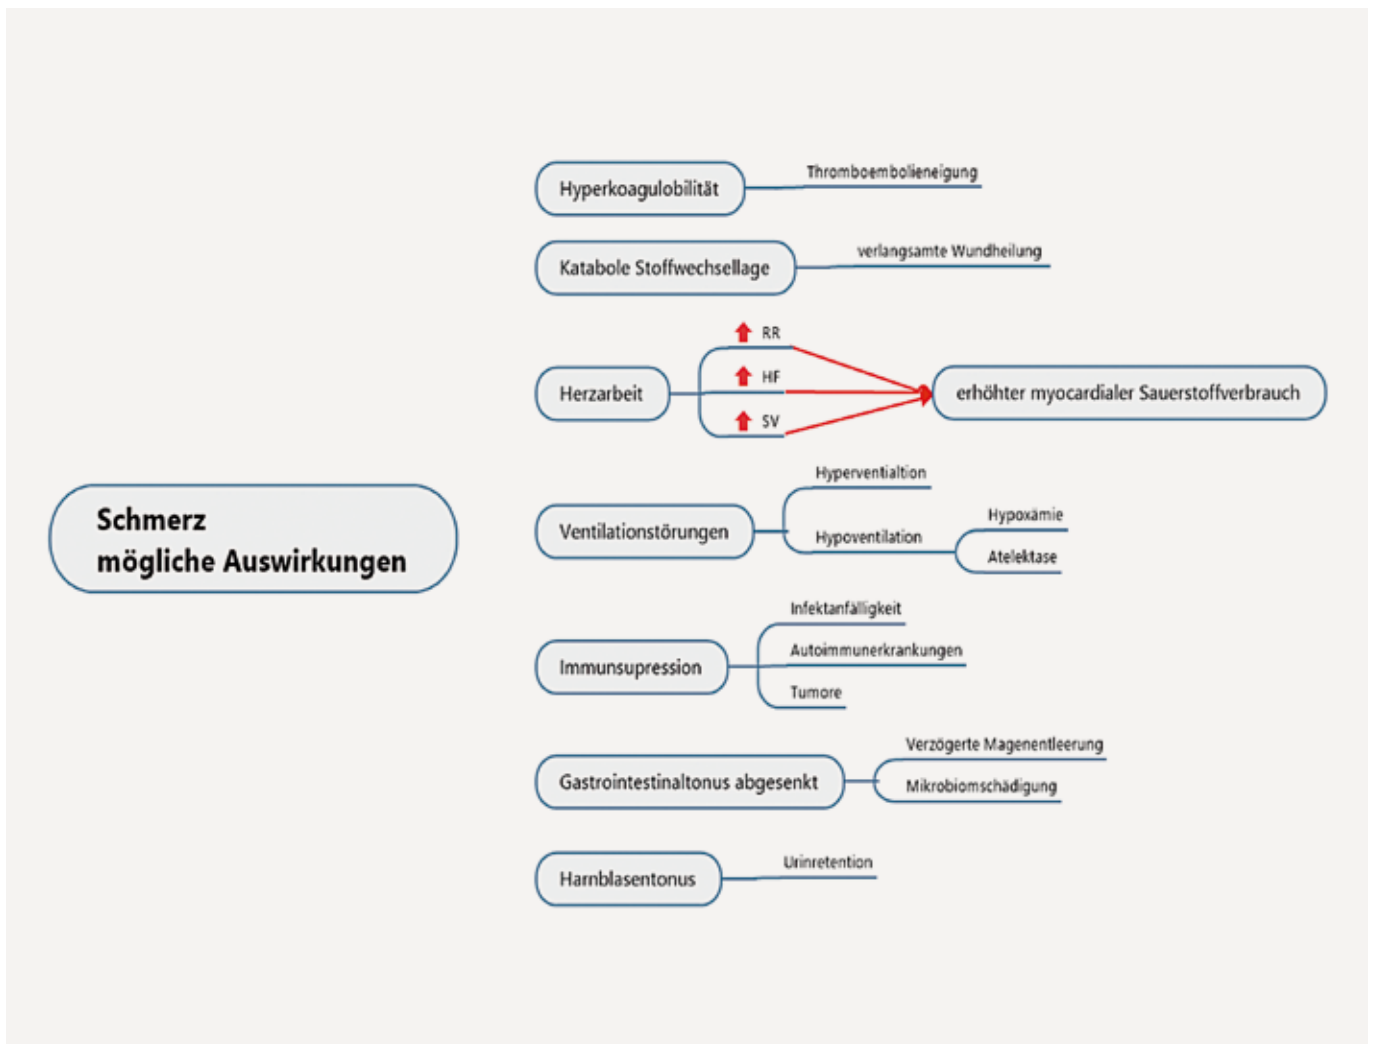 Schmerz
mögliche Auswirkungen
Hyperkoagulobilität
Thromboembolieneigung
Katabole Stoffwechsellage
verlangsamte Wundheilung
Herzarbeit
RR
HF
SV
erhöhter myocardialer Sauerstoffverbrauch
Ventilationstörungen
Hyperventialtion
Hypoventilation
Hypoxämie
Atelektase
Immunsupression
Infektanfälligkeit
Autoimmunerkrankungen
Tumore
Gastrointestinaltonus abgesenkt
Verzögerte Magenentleerung
Mikrobiomschädigung
Harnblasentonus
Urinretention